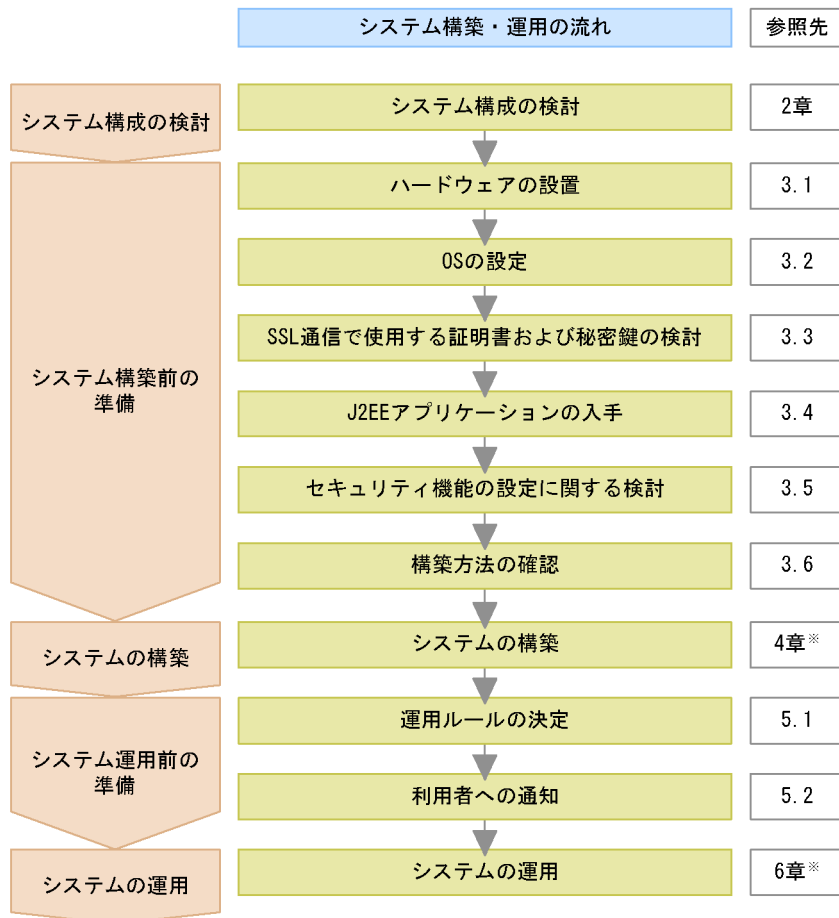 システム構築・運用の流れ 参照先
システム構成の検討
システム構成の検討 2章
ハードウェアの設置 3.1
OSの設定 3.2
SSL通信で使用する証明書および秘密鍵の検討 3.3
システム構築前の
準備
J2EEアプリケーションの入手 3.4
セキュリティ機能の設定に関する検討 3.5
構築方法の確認 3.6
システムの構築
システムの構築 4章※
運用ルールの決定 5.1
システム運用前の
準備
利用者への通知 5.2
システムの運用
システムの運用 6章※